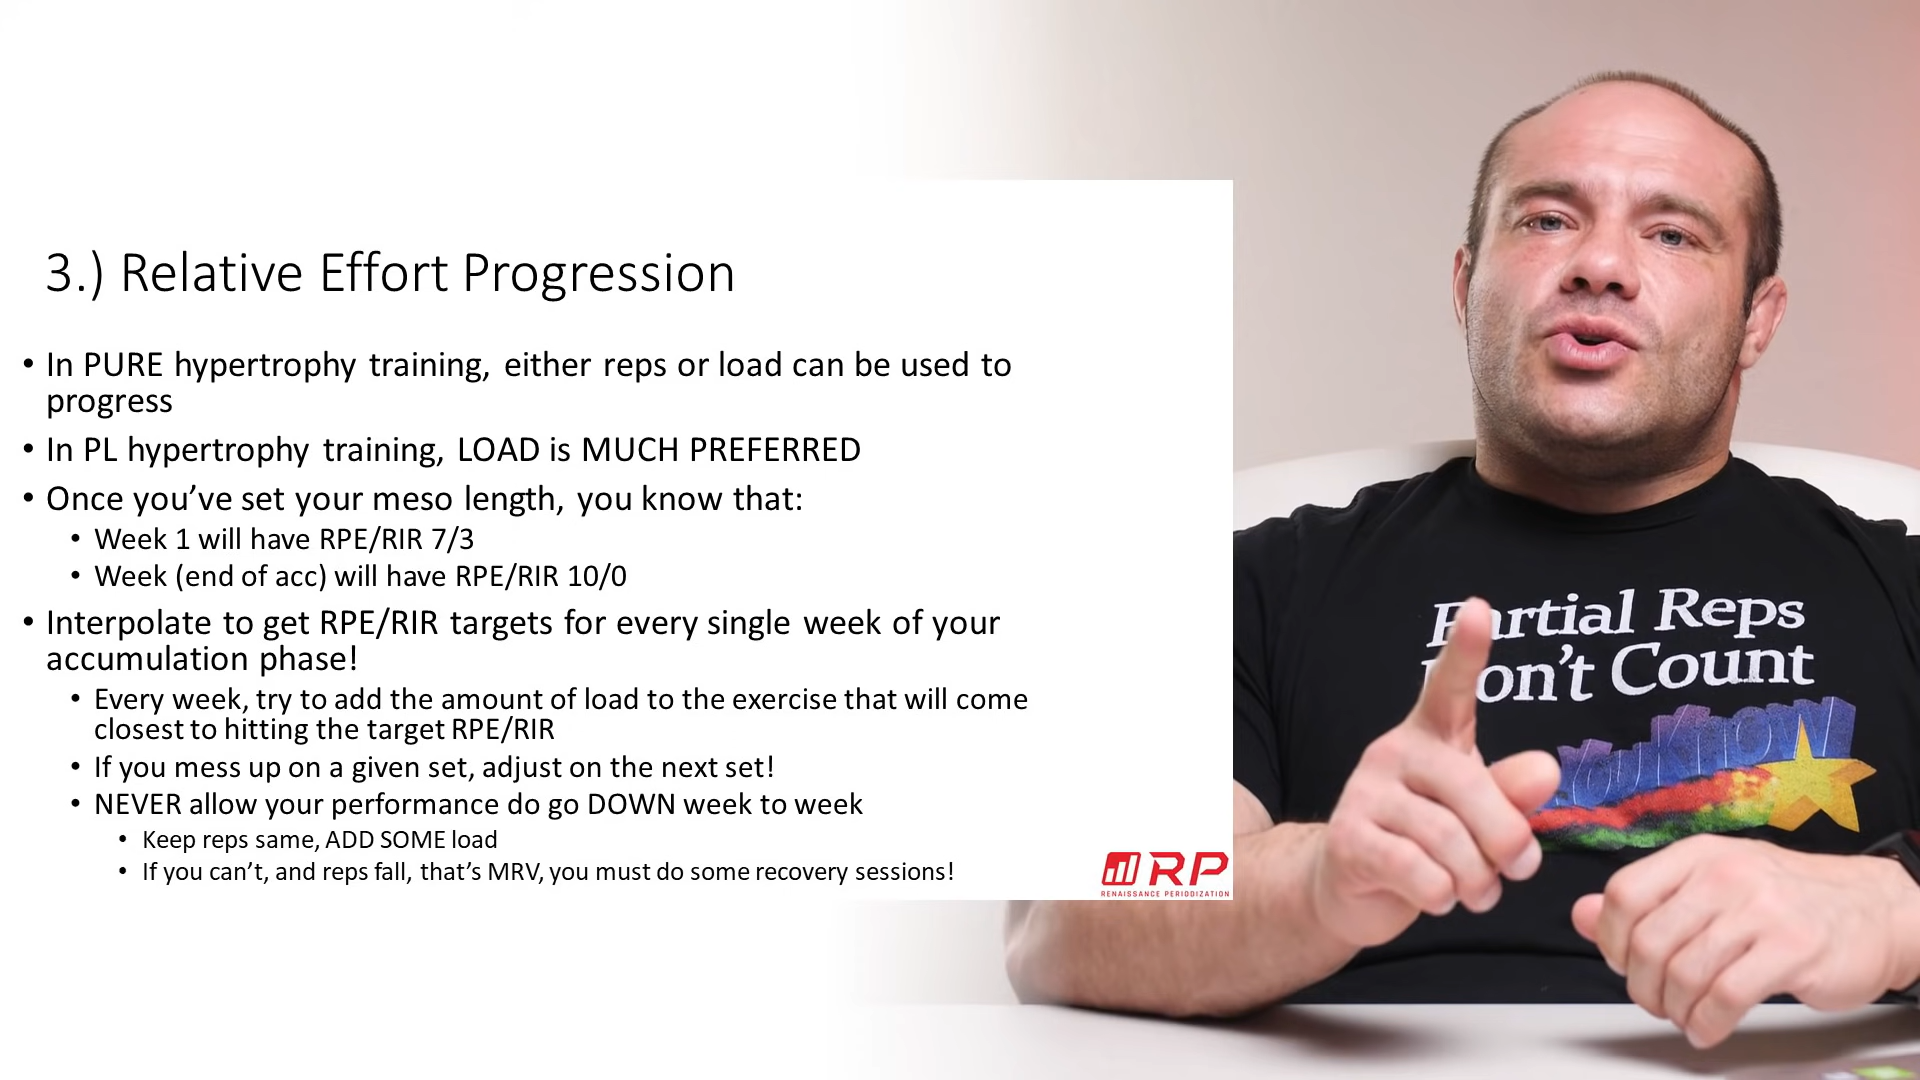 3.) Relative Effort Progression
• In PURE hypertrophy training, either reps or load can be used to
progress
• In PL hypertrophy training, LOAD is MUCH PREFERRED
• Once you’ve set your meso length, you know that:
• Week 1 will have RPE/RIR 7/3
• Week (end of acc) will have RPE/RIR 10/0
• Interpolate to get RPE/RIR targets for every single week of your
accumulation phase!
• Every week, try to add the amount of load to the exercise that will come
closest to hitting the target RPE/RIR
• If you mess up on a given set, adjust on the next set!
• NEVER allow your performance do go DOWN week to week
• Keep reps same, ADD SOME load
• If you can’t, and reps fall, that’s MRV, you must do some recovery sessions!
RP
RENAISSANCE PERIODIZATION
Partial Reps
Don’t Count
YOU KNOW